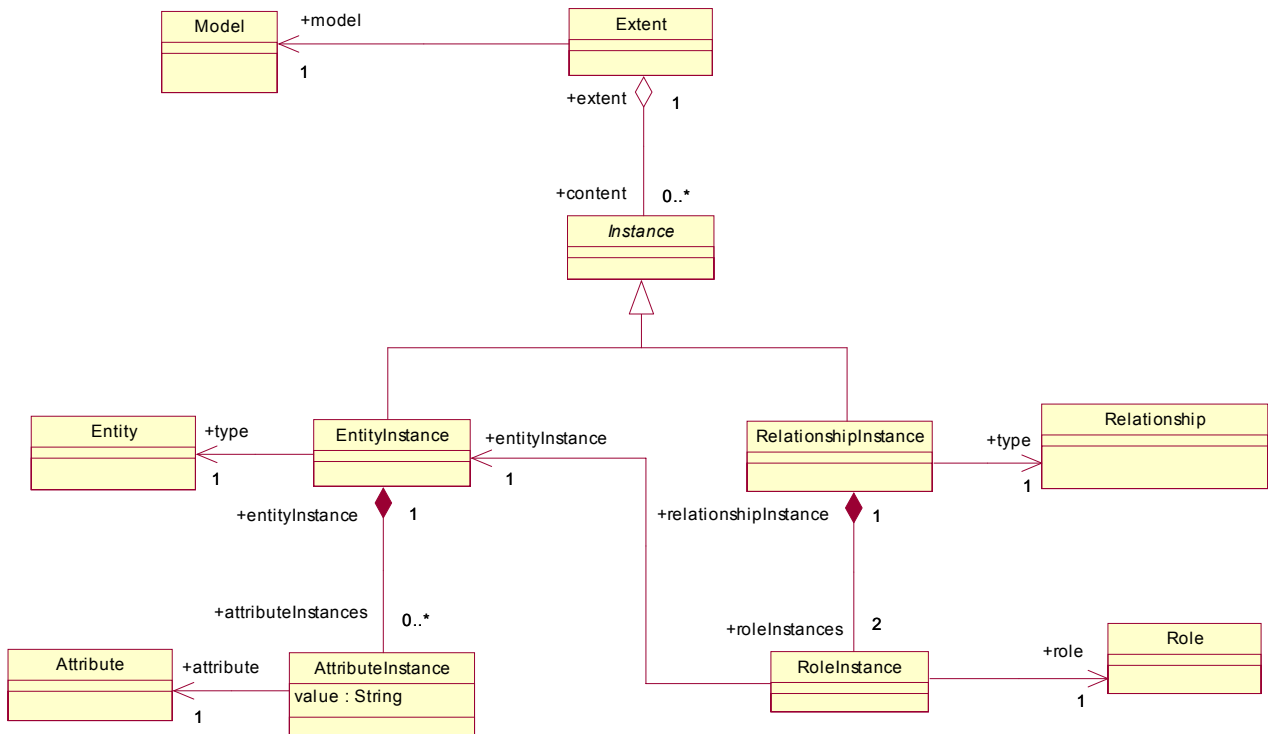 Model
+model
1
Extent
+extent
1
+content
0..*
Instance
Entity
+type
1
EntityInstance
+entityInstance
1
RelationshipInstance
+type
1
Relationship
+entityInstance
1
+relationshipInstance
1
+attributeInstances
0..*
+roleInstances
2
Attribute
+attribute
1
AttributeInstance
value : String
RoleInstance
+role
1
Role